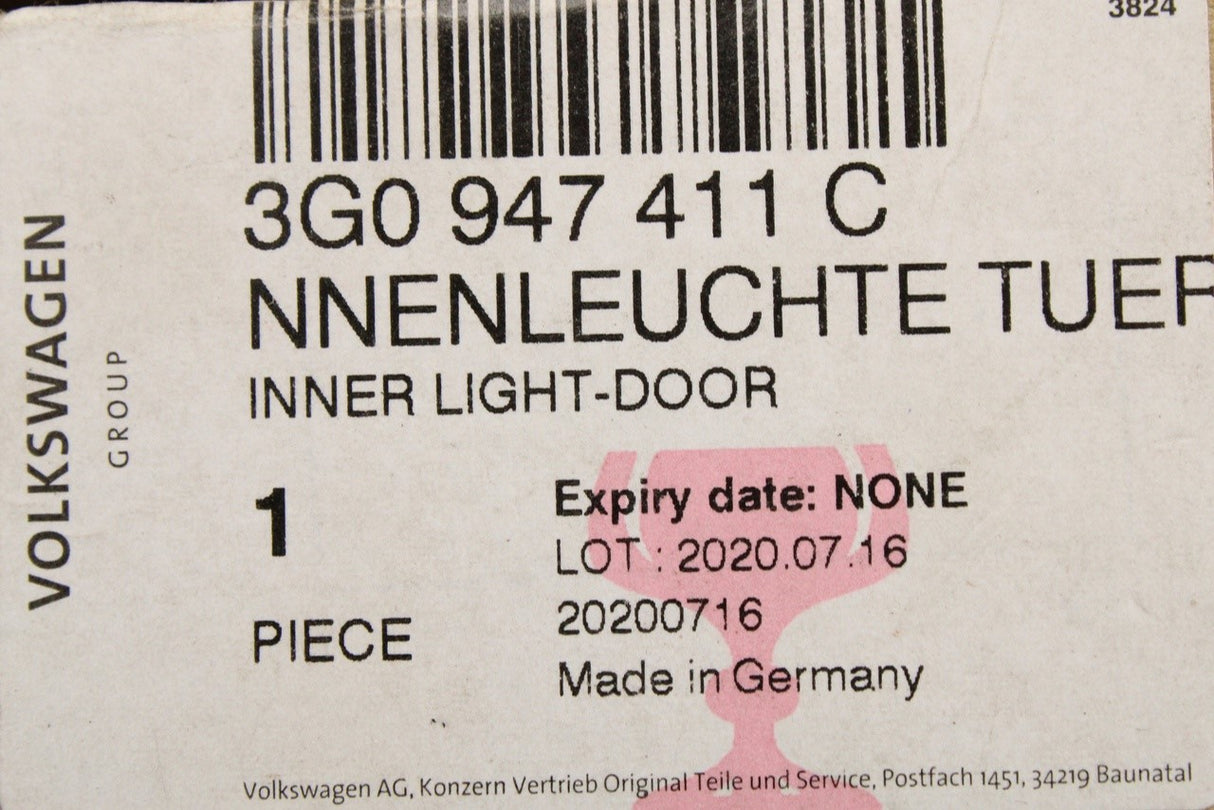 3824
3G0 947 411 C
NNENLEUCHTE TUER
INNER LIGHT-DOOR
1
PIECE
Expiry date: NONE
LOT : 2020.07.16
20200716
Made in Germany
Volkswagen AG, Konzern Vertrieb Original Teile und Service, Postfach 1451, 34219 Baunatal
VOLKSWAGEN
GROUP